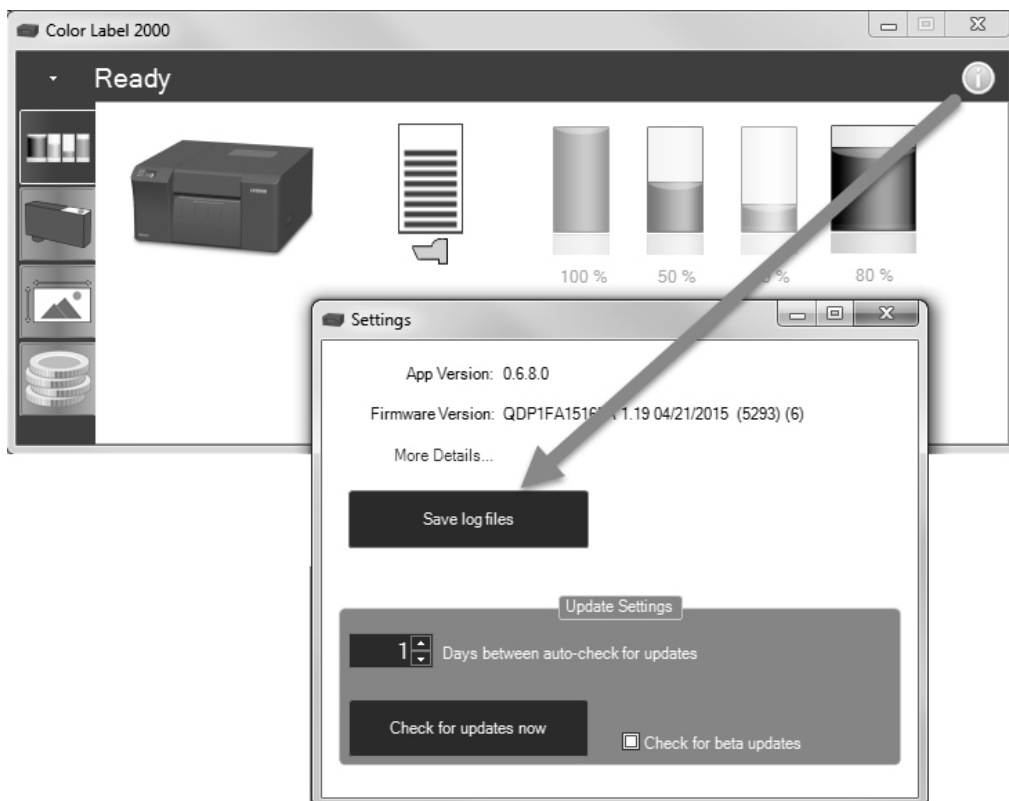 Color Label 2000
Ready
100 %
50 %
%
80 %
Settings
App Version: 0.6.8.0
Firmware Version: QDP1FA1516 1.19 04/21/2015 (5293) (6)
More Details...
Save log files
Update Settings
1 Days between auto-check for updates
Check for updates now
Check for beta updates